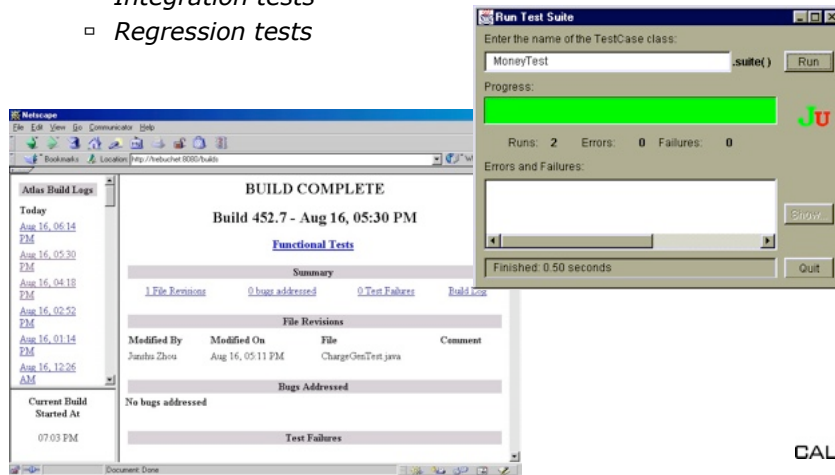 Integration tests
Regression tests
Run Test Suite
Enter the name of the TestCase class:
MoneyTest .suite() Run
Progress:
JU
Runs: 2 Errors: 0 Failures: 0
Errors and Failures:
Show...
Finished: 0.50 seconds Quit
Netscape
File Edit View Go Communicator Help
Bookmarks Location: http://trebuchet:8080/builds
Atlas Build Logs
Today
Aug 16, 06:14 PM
Aug 16, 05:30 PM
Aug 16, 04:18 PM
Aug 16, 02:52 PM
Aug 16, 01:14 PM
Aug 16, 12:26 AM
Current Build
Started At
07:03 PM
BUILD COMPLETE
Build 452.7 - Aug 16, 05:30 PM
Functional Tests
Summary
1 File Revisions 0 bugs addressed 0 Test Failures Build Log
File Revisions
Modified By Modified On File Comment
Junshu Zhou Aug 16, 05:11 PM ChargeGenTest.java
Bugs Addressed
No bugs addressed
Test Failures
Document: Done
CAL